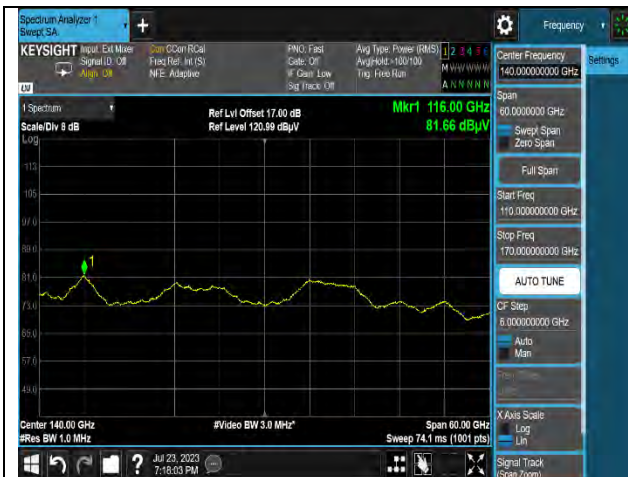 Spectrum Analyzer 1
Swept SA
+
Frequency
KEYSIGHT
Input: Ext Mixer
Signal ID: Off
Align: Off
Corr CCorr RCal
Freq Ref: Int (S)
NFE: Adaptive
PNO: Fast
Gate: Off
IF Gain: Low
Sig Track: Off
Avg Type: Power (RMS)
Avg|Hold:>100/100
Trig: Free Run
1 2 3 4 5 6
M W W W W W
A N N N N N
1 Spectrum
Scale/Div 8 dB
Ref Lvl Offset 17.00 dB
Ref Level 120.99 dBµV
Mkr1 116.00 GHz
81.66 dBµV
Log
113
105
97.0
89.0
81.0
73.0
65.0
57.0
49.0
1
Center 140.00 GHz
#Res BW 1.0 MHz
#Video BW 3.0 MHz*
Span 60.00 GHz
Sweep 74.1 ms (1001 pts)
Jul 23, 2023
7:18:03 PM
?
Center Frequency
140.000000000 GHz
Settings
Span
60.0000000 GHz
Swept Span
Zero Span
Full Span
Start Freq
110.000000000 GHz
Stop Freq
170.000000000 GHz
AUTO TUNE
CF Step
6.000000000 GHz
Auto
Man
X Axis Scale
Log
Lin
Signal Track
(Span Zoom)